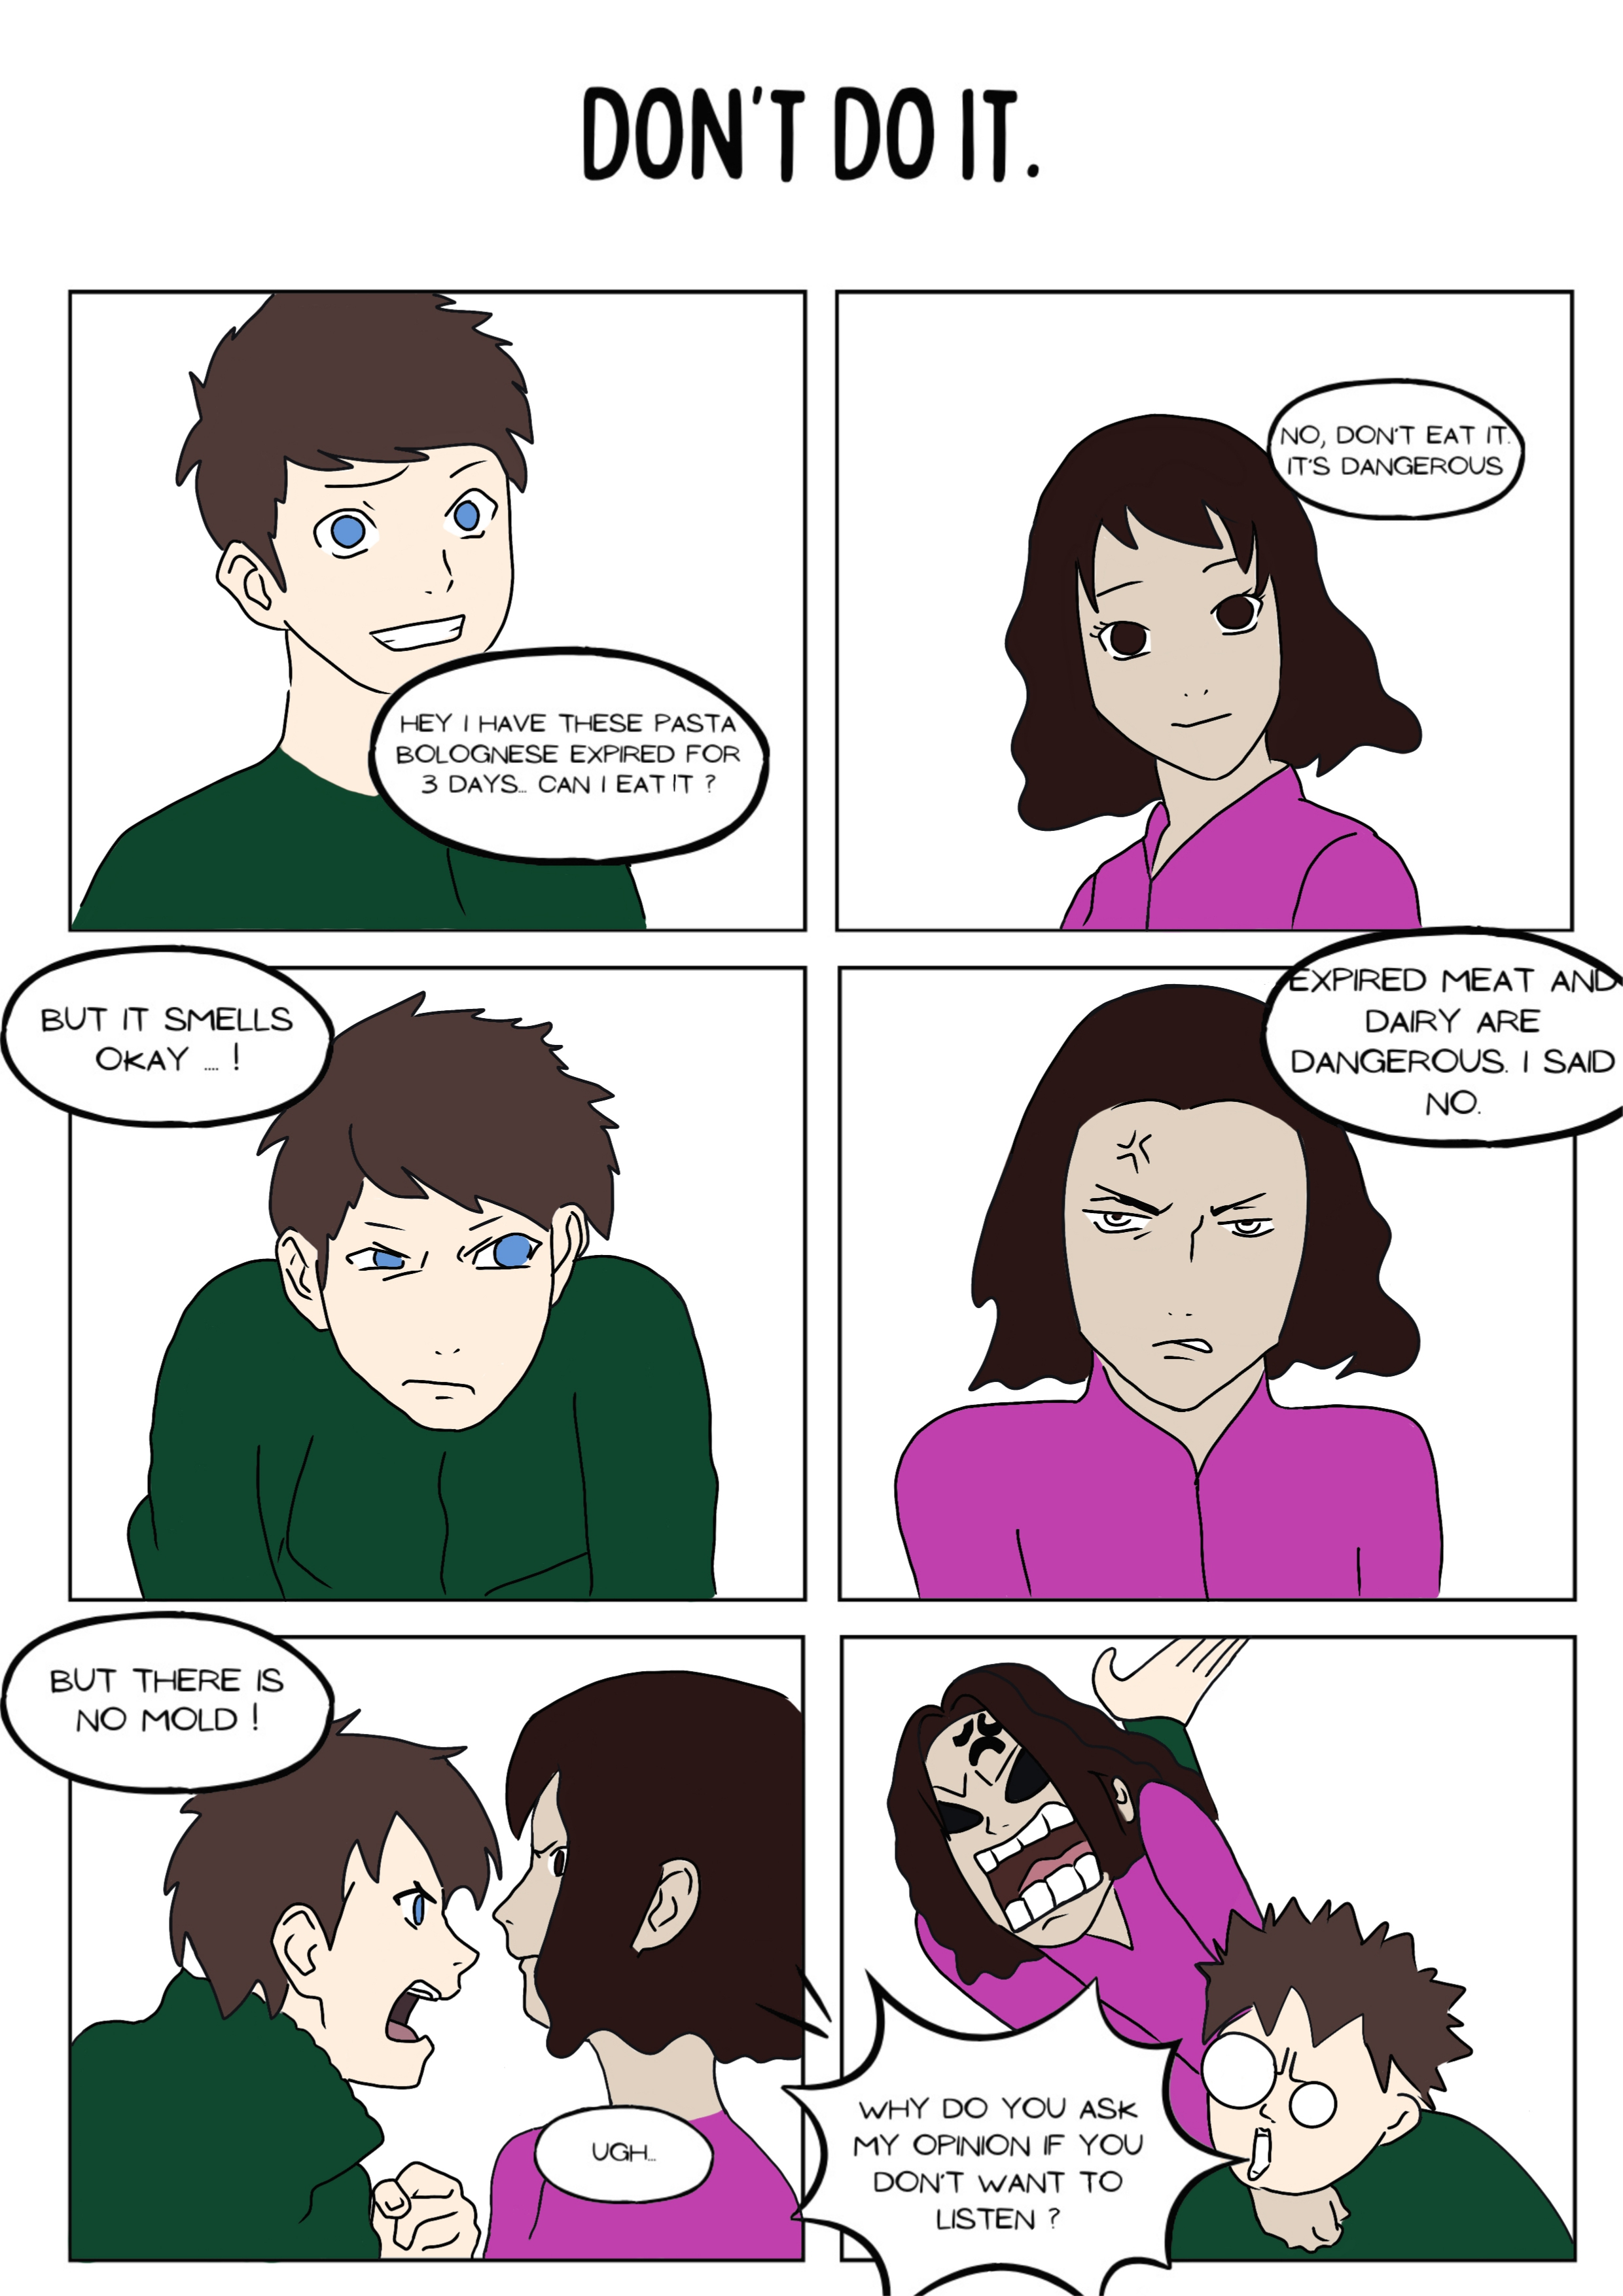 DON'T DO IT.
HEY I HAVE THESE PASTA
BOLOGNESE EXPIRED FOR
3 DAYS... CAN I EAT IT ?
NO, DON'T EAT IT.
IT'S DANGEROUS
BUT IT SMELLS
OKAY .... !
EXPIRED MEAT AND
DAIRY ARE
DANGEROUS. I SAID
NO.
BUT THERE IS
NO MOLD !
UGH...
WHY DO YOU ASK
MY OPINION IF YOU
DON'T WANT TO
LISTEN ?